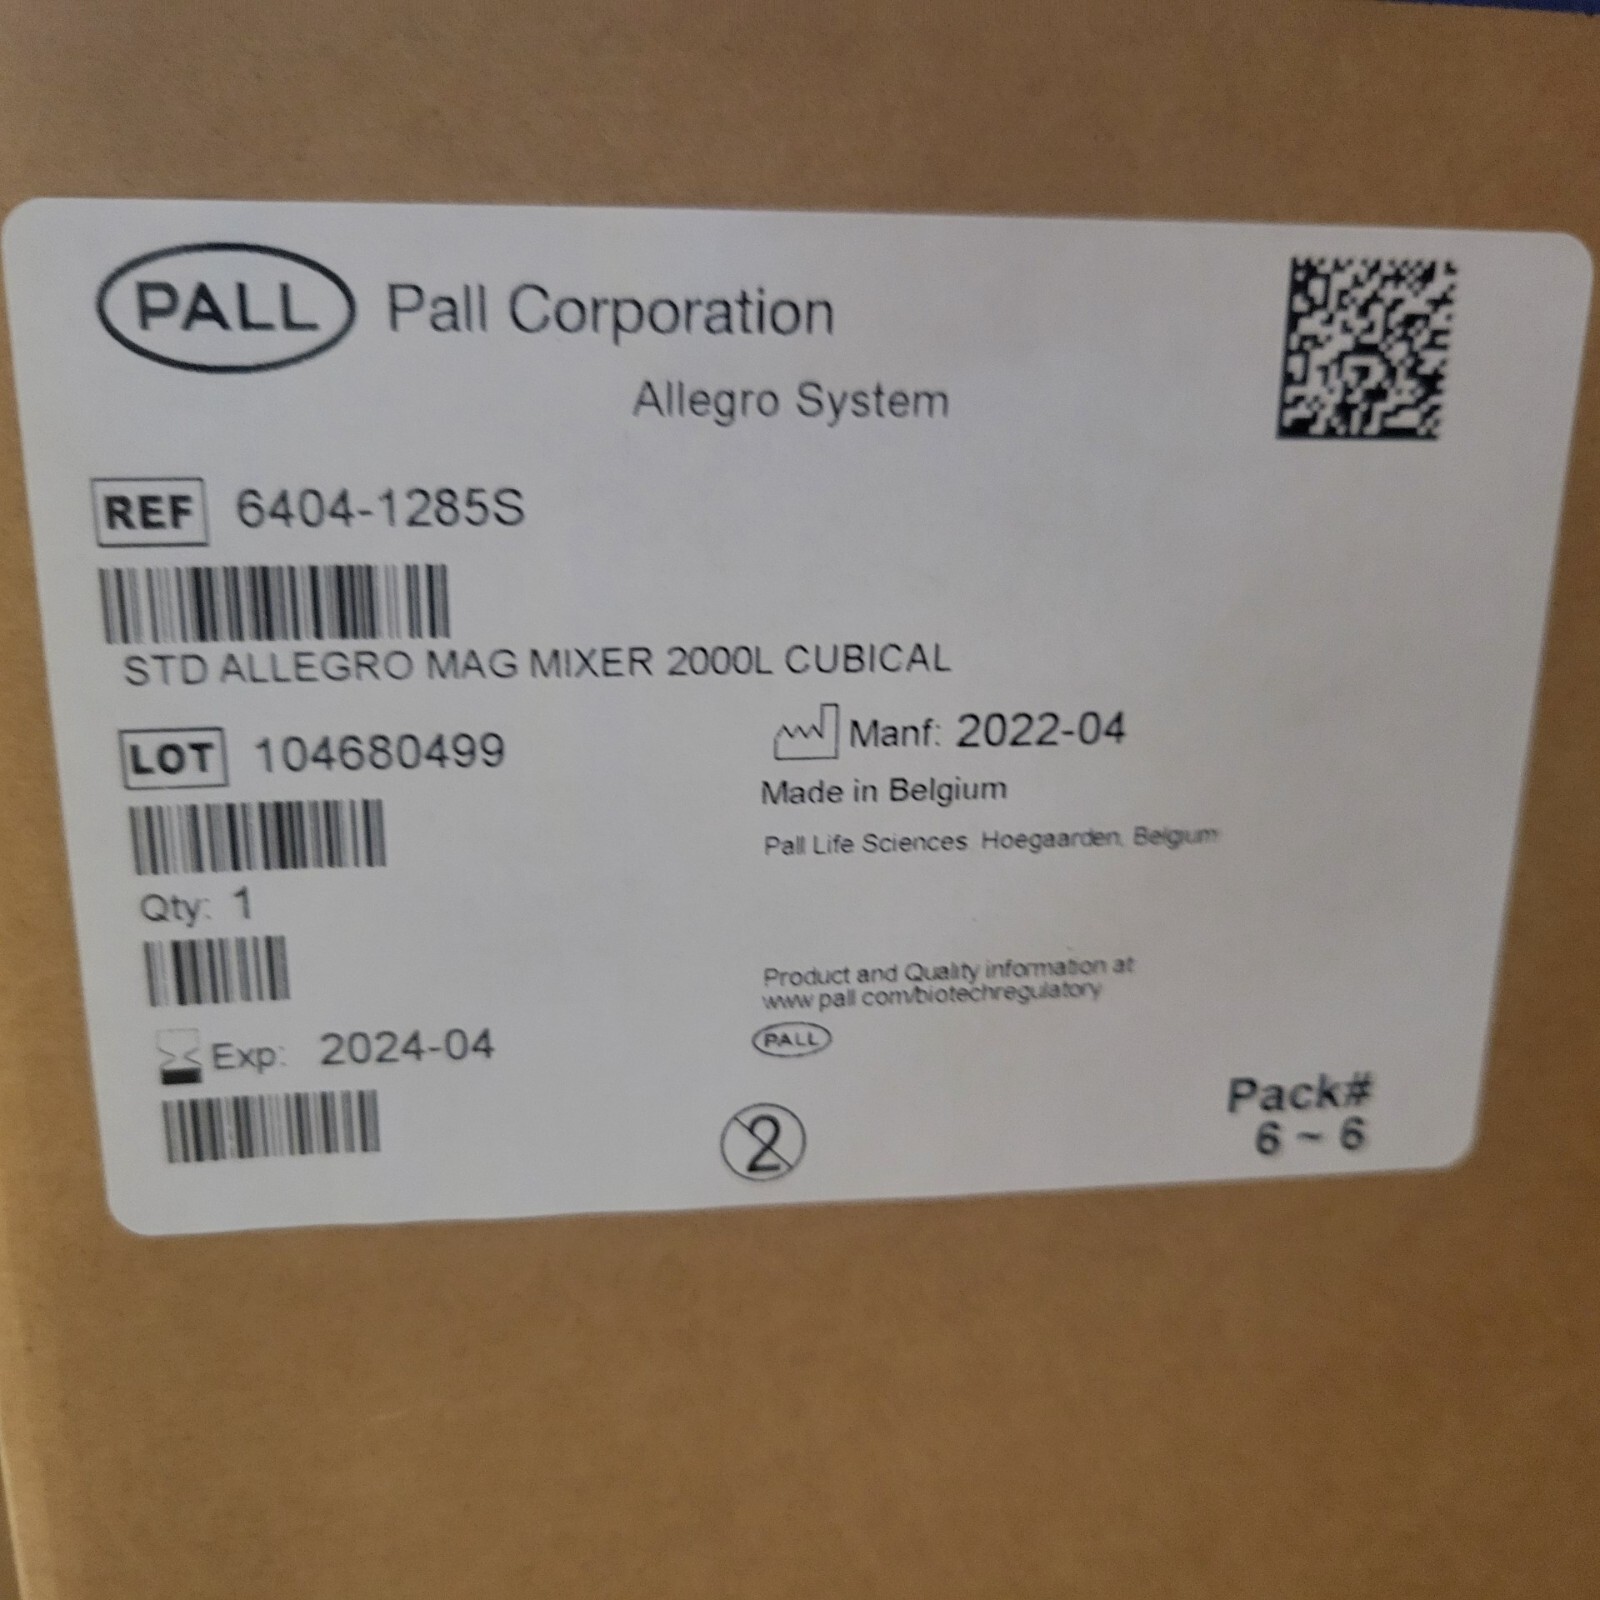 PALL Pall Corporation
Allegro System
REF 6404-1285S
STD ALLEGRO MAG MIXER 2000L CUBICAL
LOT 104680499
Manf: 2022-04
Made in Belgium
Pall Life Sciences Hoegaarden, Belgium
Qty: 1
Product and Quality information at
www.pall.com/biotechregulatory
Exp: 2024-04
PALL
2
Pack#
6 ~ 6